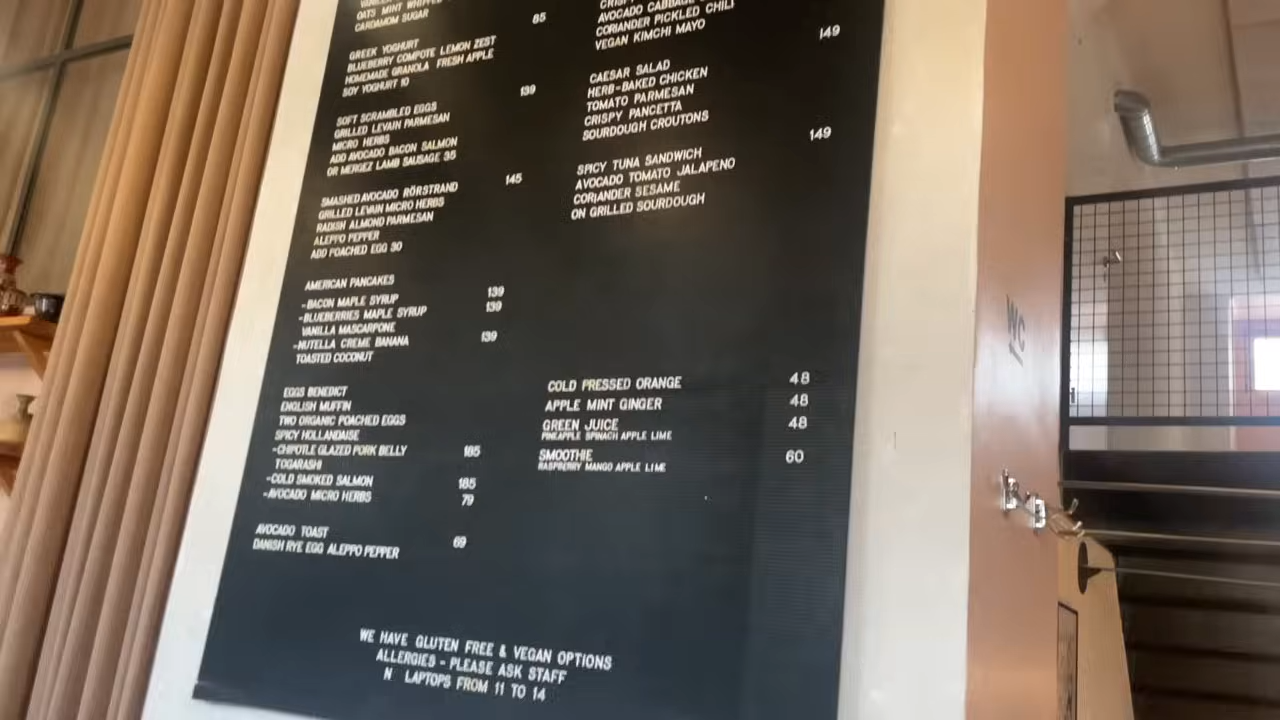 OATS MINT WHIPPED
CARDAMOM SUGAR
85
GREEK YOGHURT
BLUEBERRY COMPOTE LEMON ZEST
HOMEMADE GRANOLA FRESH APPLE
SOY YOGHURT 10
139
SOFT SCRAMBLED EGGS
GRILLED LEVAIN PARMESAN
MICRO HERBS
ADD AVOCADO BACON SALMON
OR MERGEZ LAMB SAUSAGE 35
145
SMASHED AVOCADO RÖRSTRAND
GRILLED LEVAIN MICRO HERBS
RADISH ALMOND PARMESAN
ALEPPO PEPPER
ADD POACHED EGG 30
AMERICAN PANCAKES
-BACON MAPLE SYRUP 139
-BLUEBERRIES MAPLE SYRUP 139
VANILLA MASCARPONE
-NUTELLA CREME BANANA 139
TOASTED COCONUT
EGGS BENEDICT
ENGLISH MUFFIN
TWO ORGANIC POACHED EGGS
SPICY HOLLANDAISE
-CHIPOTLE GLAZED PORK BELLY 185
TOGARASHI
-COLD SMOKED SALMON 185
-AVOCADO MICRO HERBS 79
AVOCADO TOAST 69
DANISH RYE EGG ALEPPO PEPPER
AVOCADO CABBAGE
CORIANDER PICKLED CHILI
VEGAN KIMCHI MAYO
149
CAESAR SALAD
HERB-BAKED CHICKEN
TOMATO PARMESAN
CRISPY PANCETTA
SOURDOUGH CROUTONS
149
SPICY TUNA SANDWICH
AVOCADO TOMATO JALAPENO
CORIANDER SESAME
ON GRILLED SOURDOUGH
COLD PRESSED ORANGE 48
APPLE MINT GINGER 48
GREEN JUICE 48
PINEAPPLE SPINACH APPLE LIME
SMOOTHIE 60
RASPBERRY MANGO APPLE LIME
WE HAVE GLUTEN FREE & VEGAN OPTIONS
ALLERGIES - PLEASE ASK STAFF
N LAPTOPS FROM 11 TO 14
WC